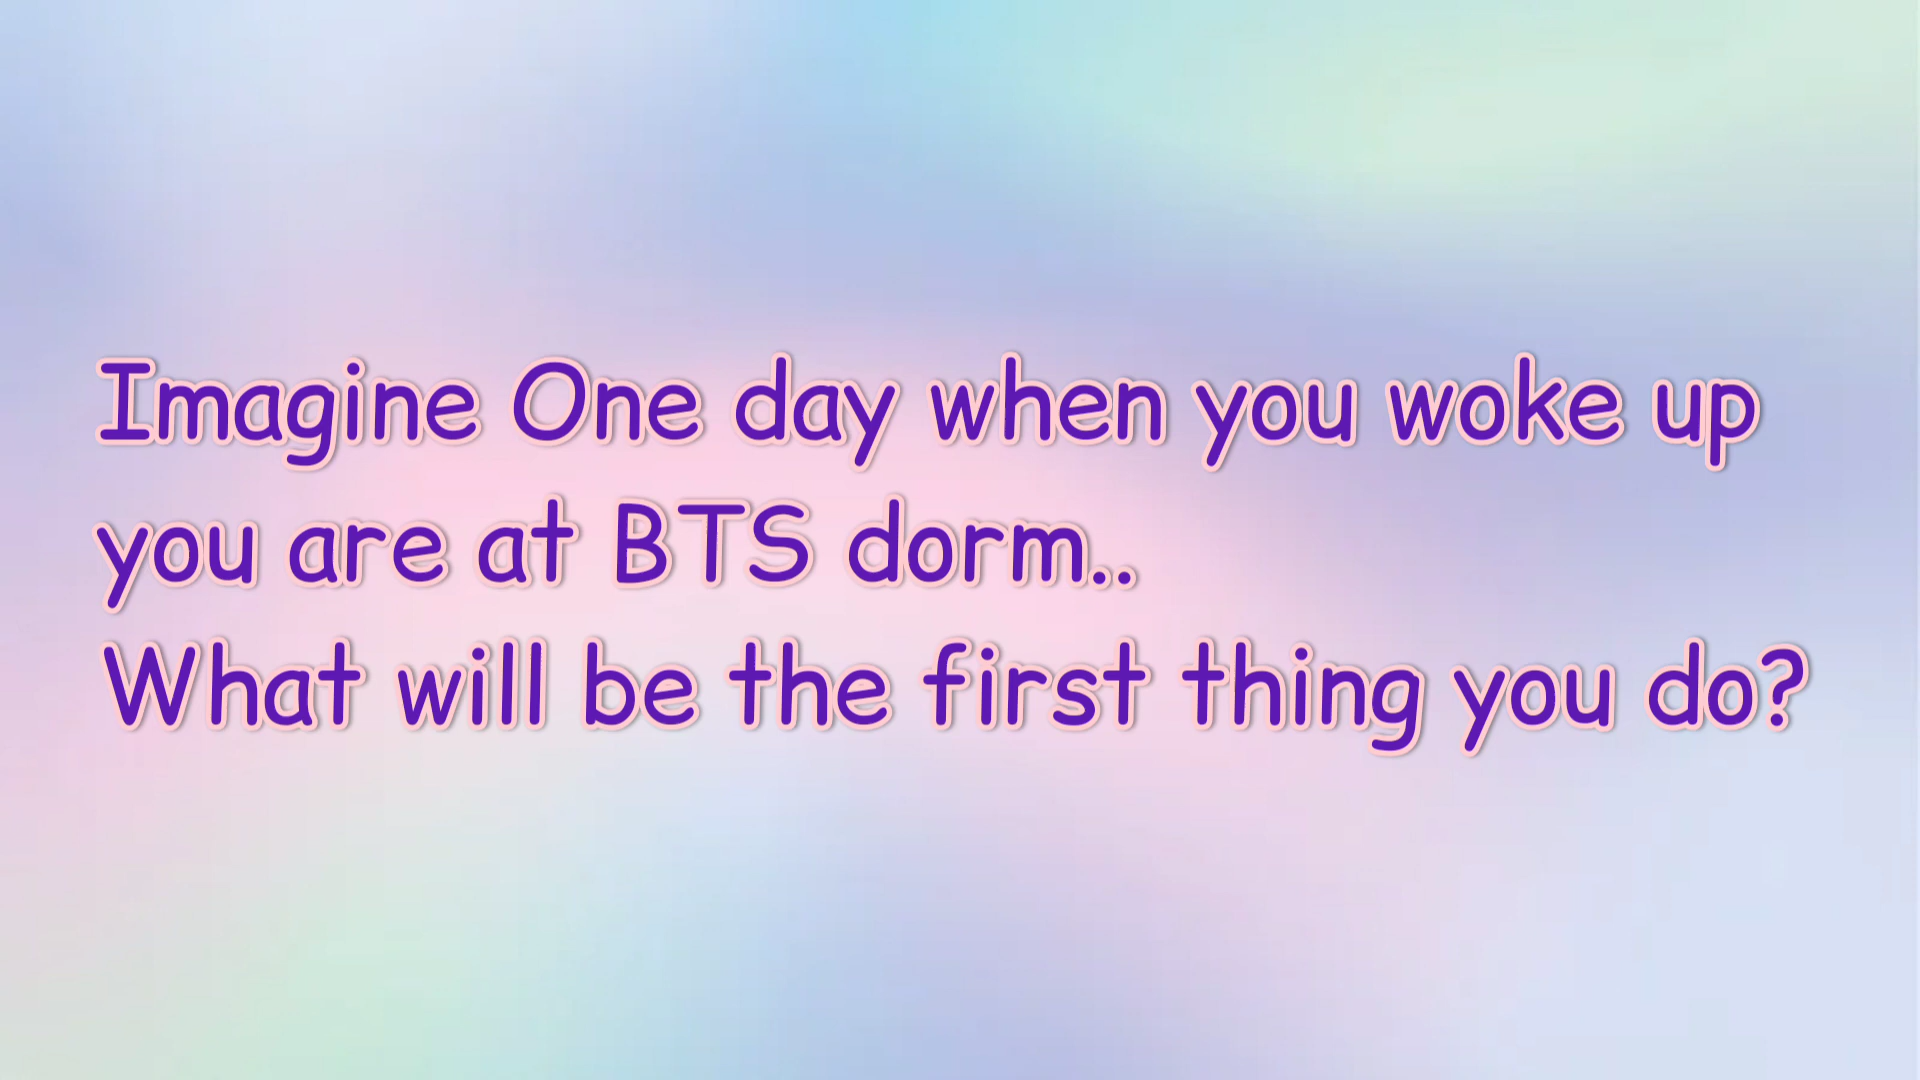 Imagine One day when you woke up
you are at BTS dorm..
What will be the first thing you do?